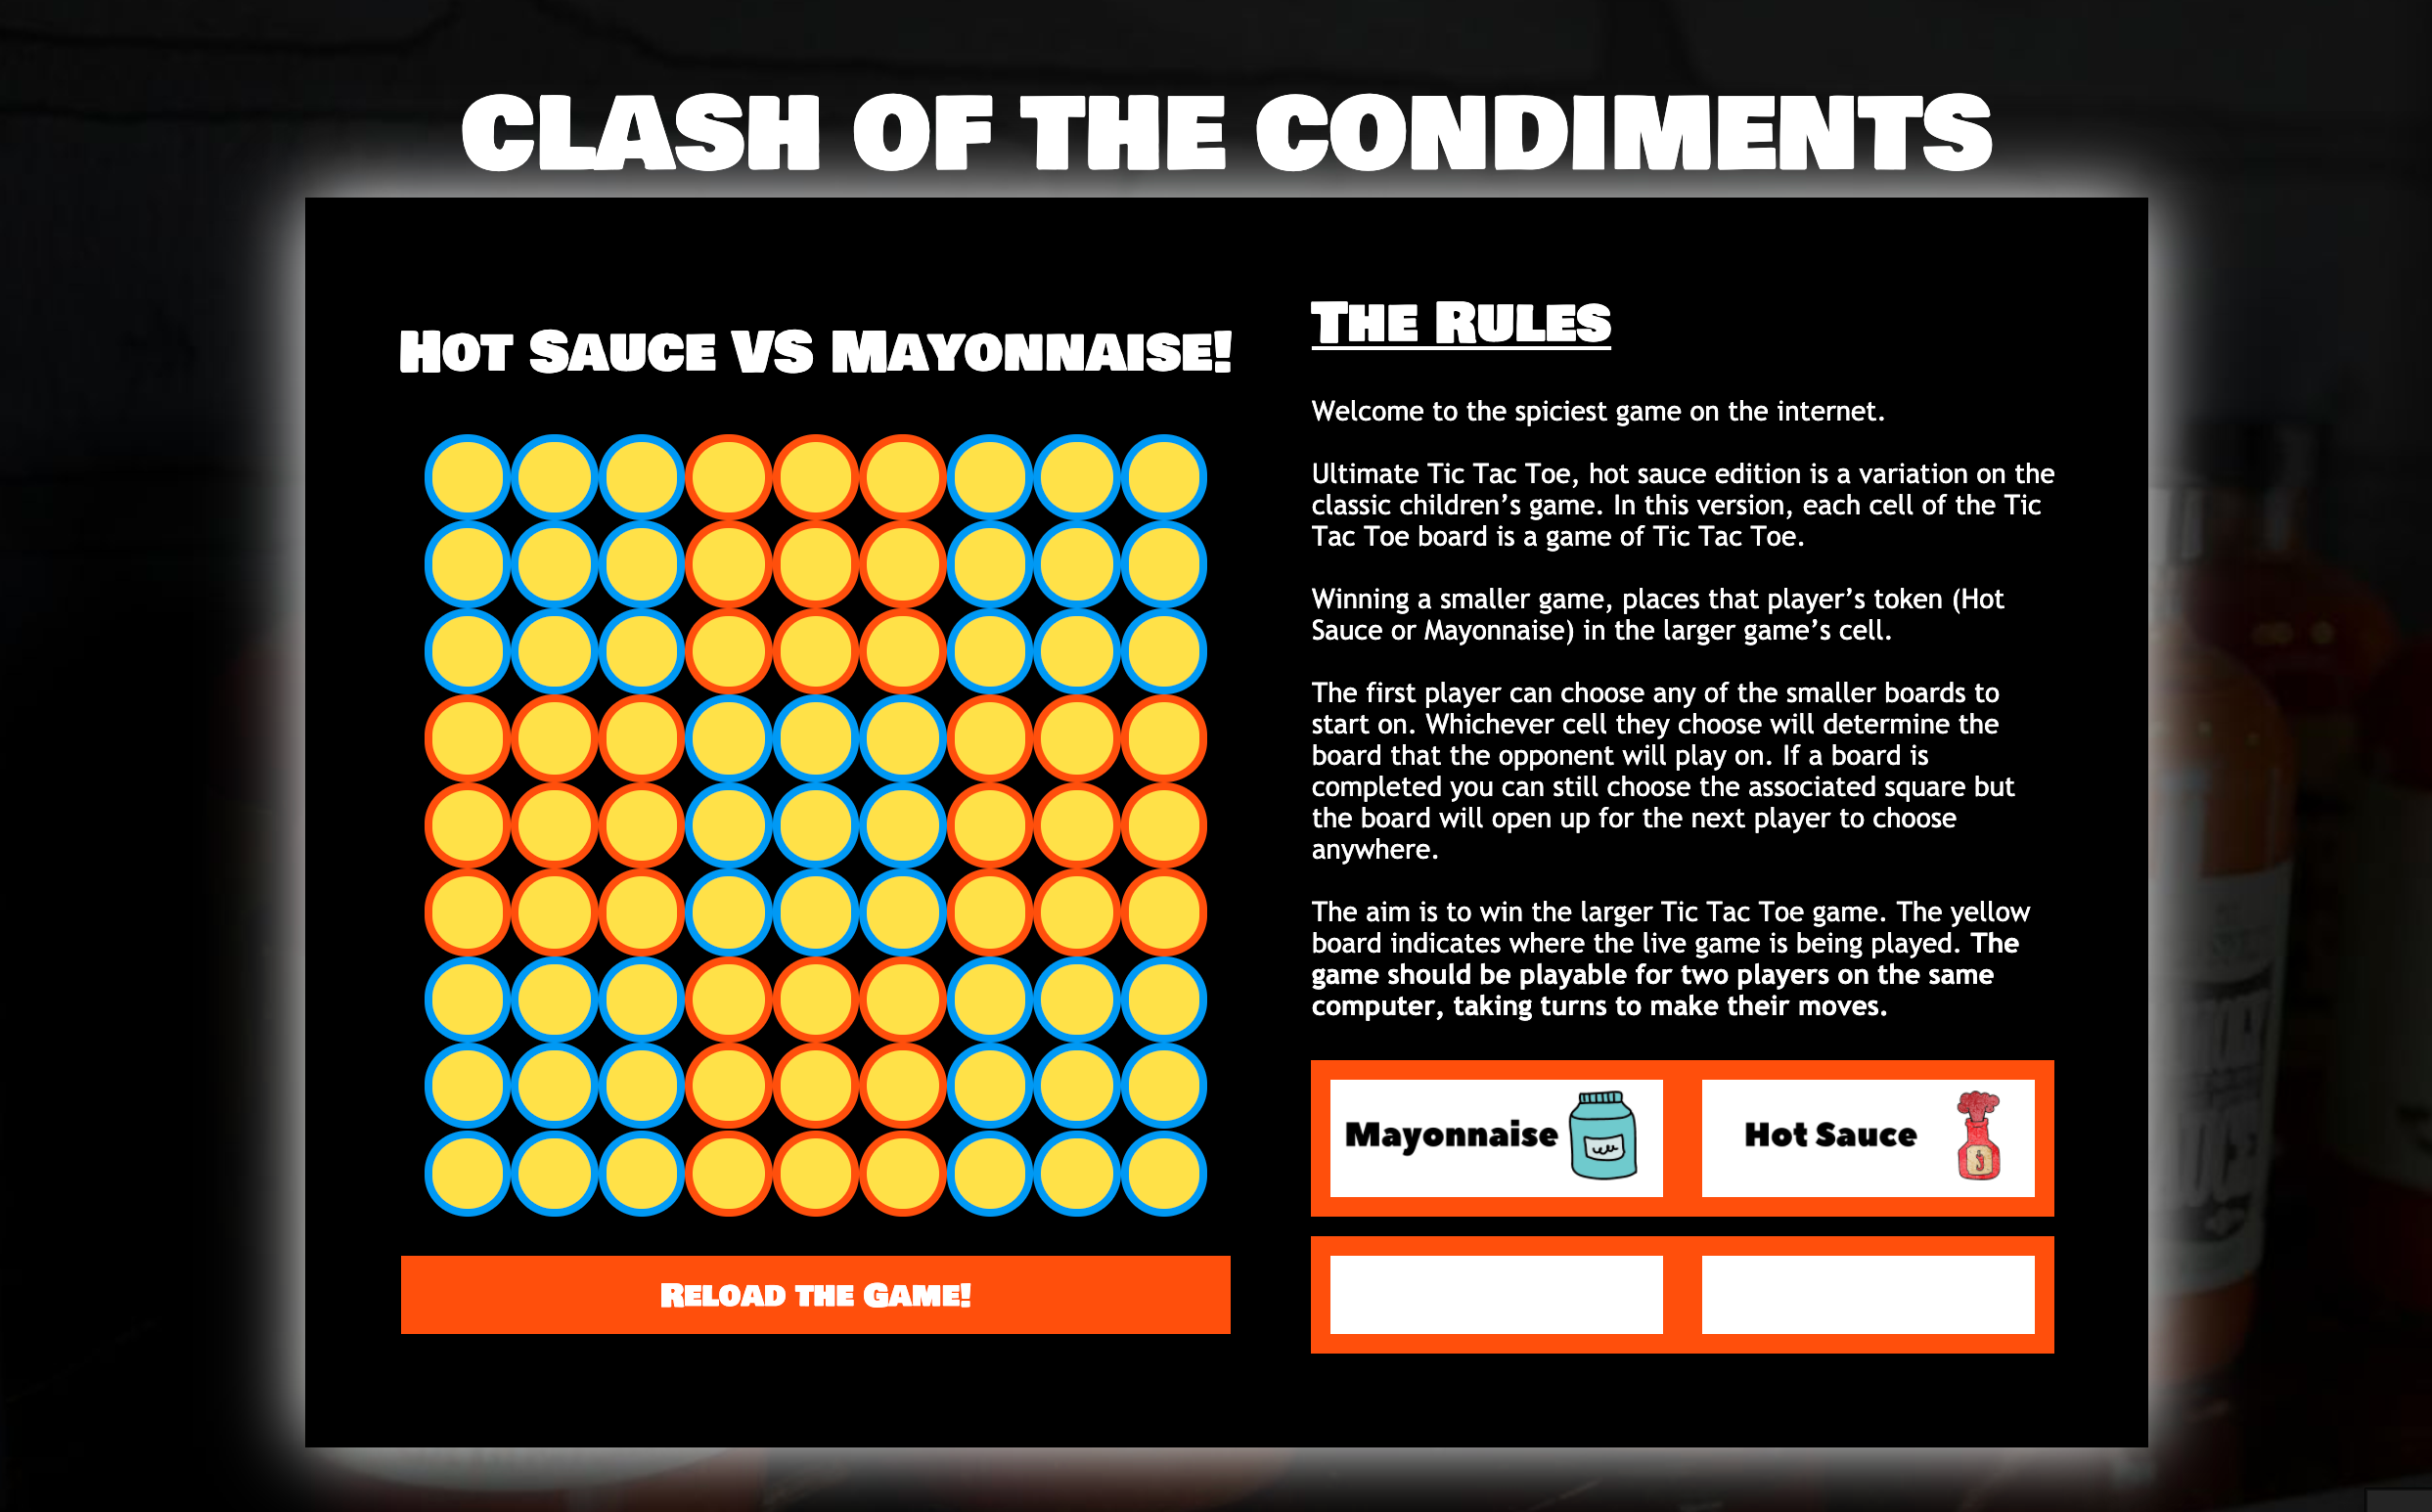 CLASH OF THE CONDIMENTS
HOT SAUCE VS MAYONNAISE!
THE RULES
Welcome to the spiciest game on the internet.
Ultimate Tic Tac Toe, hot sauce edition is a variation on the
classic children’s game. In this version, each cell of the Tic
Tac Toe board is a game of Tic Tac Toe.
Winning a smaller game, places that player’s token (Hot
Sauce or Mayonnaise) in the larger game’s cell.
The first player can choose any of the smaller boards to
start on. Whichever cell they choose will determine the
board that the opponent will play on. If a board is
completed you can still choose the associated square but
the board will open up for the next player to choose
anywhere.
The aim is to win the larger Tic Tac Toe game. The yellow
board indicates where the live game is being played. The
game should be playable for two players on the same
computer, taking turns to make their moves.
Mayonnaise
Hot Sauce
RELOAD THE GAME!